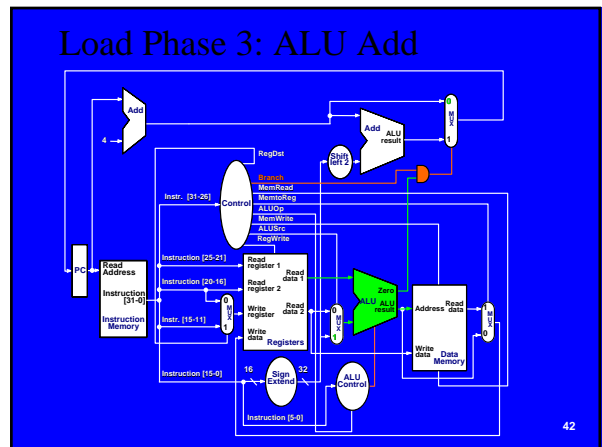 Load Phase 3: ALU Add
Add
4
Add
ALU
result
0
MUX
1
Shift
left 2
RegDst
Branch
MemRead
MemtoReg
ALUOp
MemWrite
ALUSrc
RegWrite
Control
Instr. [31-26]
PC
Read
Address
Instruction
[31-0]
Instruction
Memory
Instruction [25-21]
Instruction [20-16]
Instr. [15-11]
Instruction [15-0]
0
MUX
1
Read
register 1
Read
register 2
Write
register
Write
data
Read
data 1
Read
data 2
Registers
0
MUX
1
Zero
ALU
ALU
result
Address
Read
data
Write
data
Data
Memory
1
MUX
0
16
Sign
Extend
32
ALU
Control
Instruction [5-0]
42